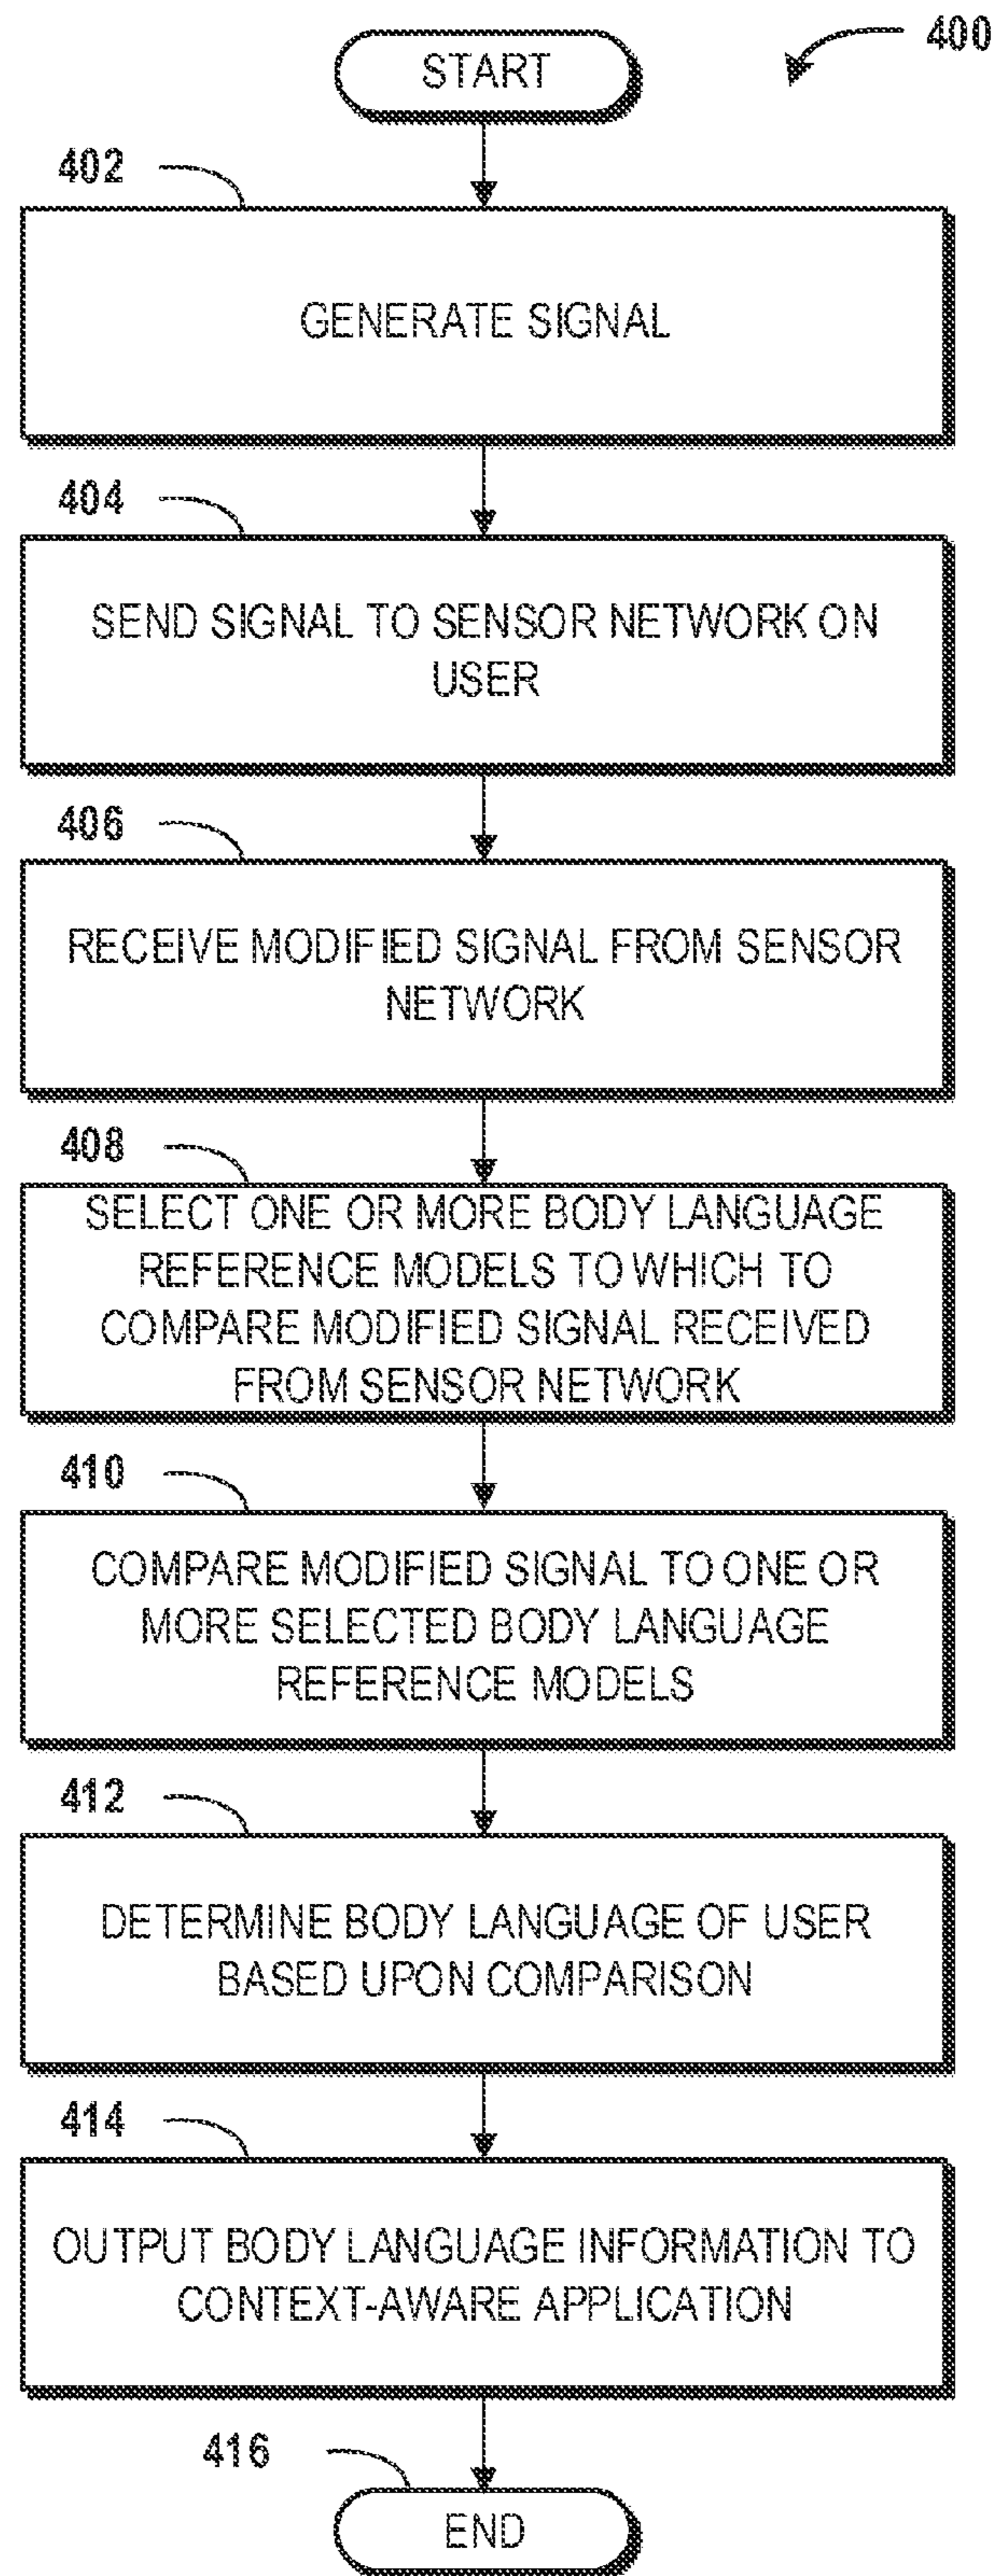 400
START
402
GENERATE SIGNAL
404
SEND SIGNAL TO SENSOR NETWORK ON
USER
406
RECEIVE MODIFIED SIGNAL FROM SENSOR
NETWORK
408
SELECT ONE OR MORE BODY LANGUAGE
REFERENCE MODELS TO WHICH TO
COMPARE MODIFIED SIGNAL RECEIVED
FROM SENSOR NETWORK
410
COMPARE MODIFIED SIGNAL TO ONE OR
MORE SELECTED BODY LANGUAGE
REFERENCE MODELS
412
DETERMINE BODY LANGUAGE OF USER
BASED UPON COMPARISON
414
OUTPUT BODY LANGUAGE INFORMATION TO
CONTEXT-AWARE APPLICATION
416
END